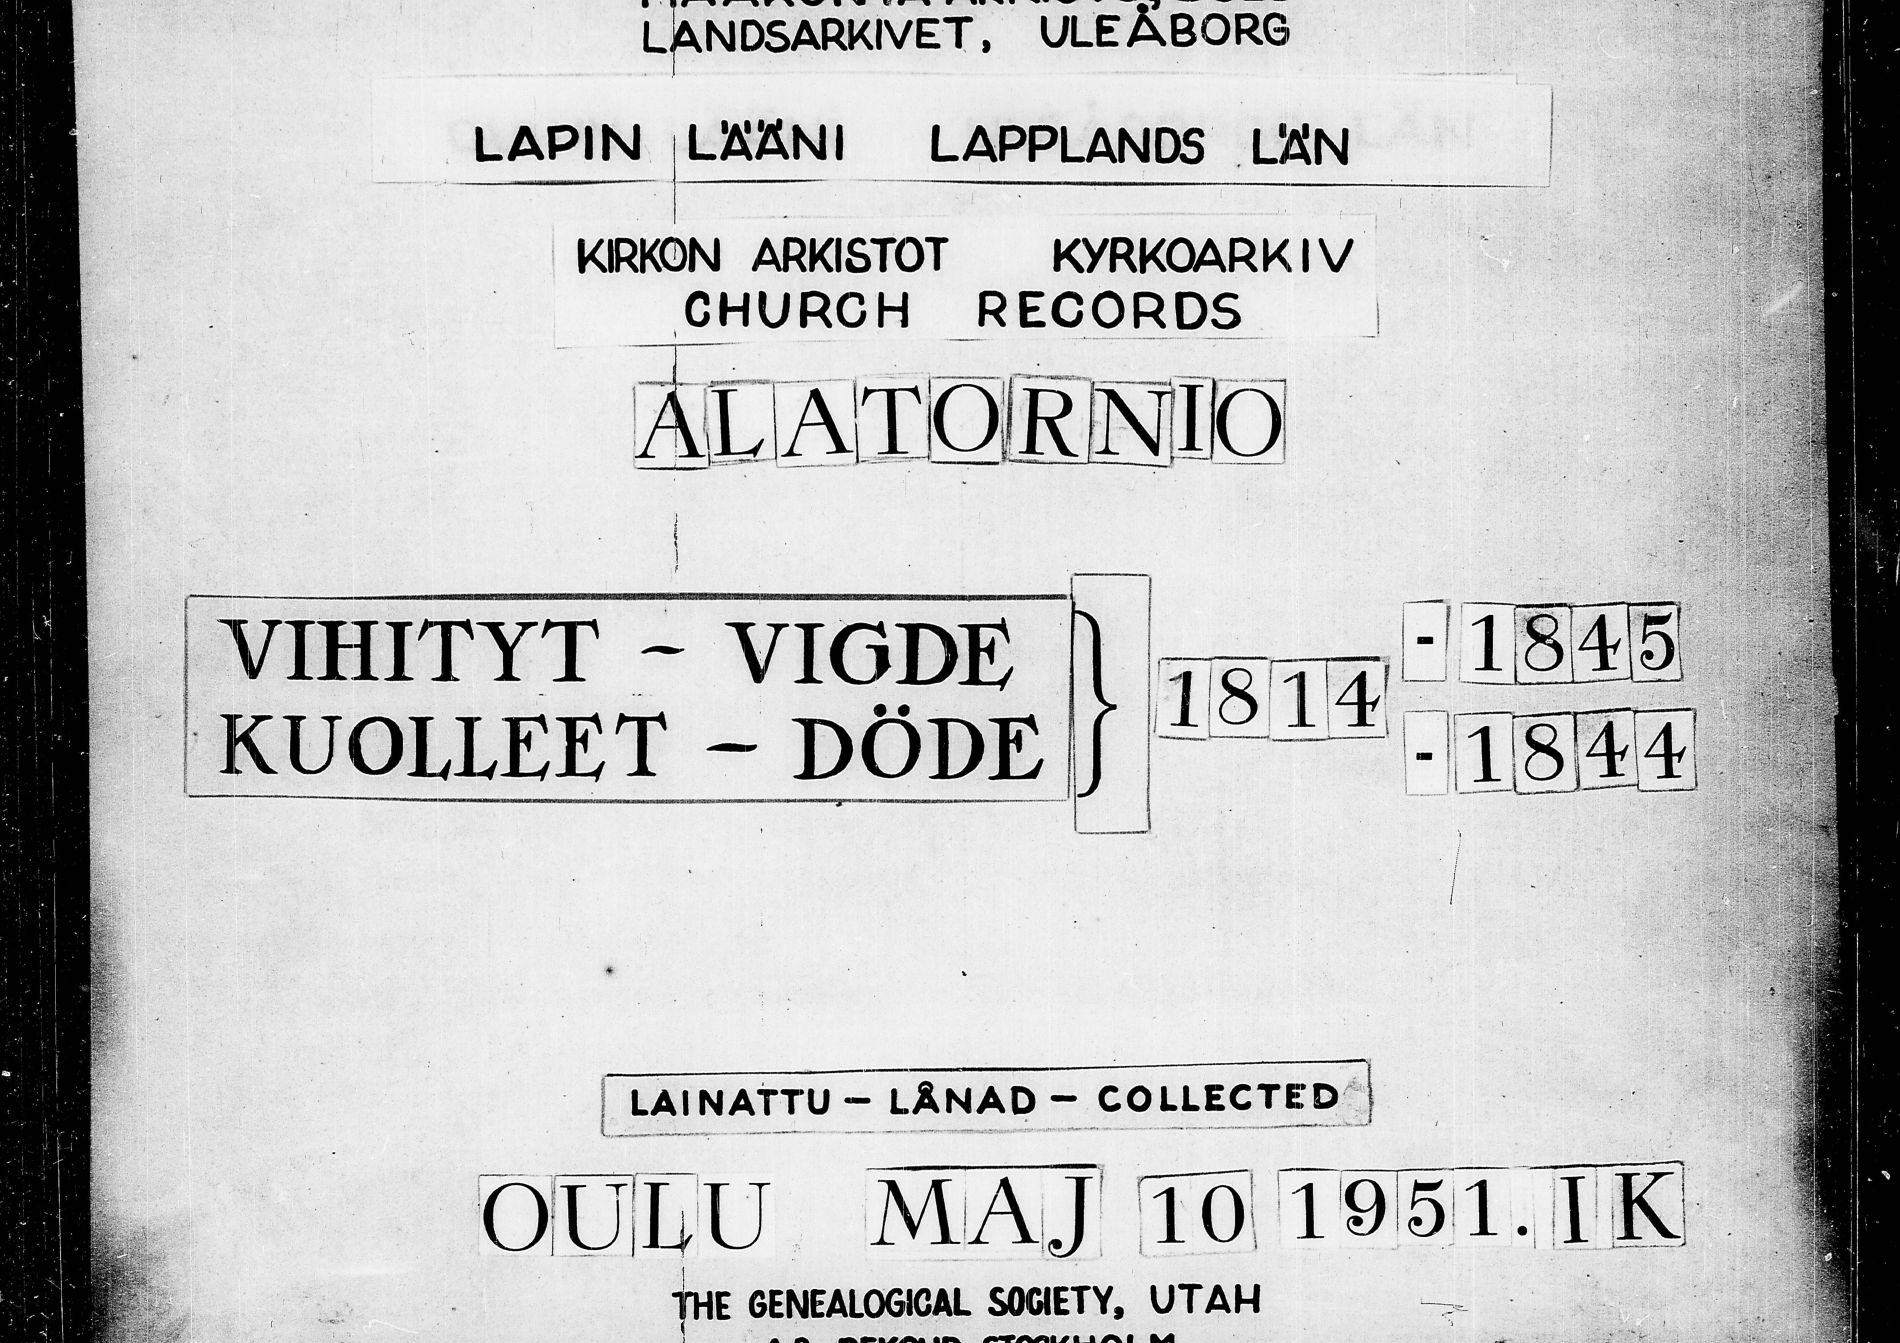 LANDSARKIVET, ULEÅBORG
LAPIN LÄÄNI LAPPLANDS LÄN
KIRKON ARKISTOT KYRKOARKIV
CHURCH RECORDS
ALATORNIO
VIHITYT - VIGDE } 1814 - 1845
KUOLLEET - DÖDE - 1844
LAINATTU - LÅNAD - COLLECTED
OULU MAJ 10 1951. IK
THE GENEALOGICAL SOCIETY, UTAH